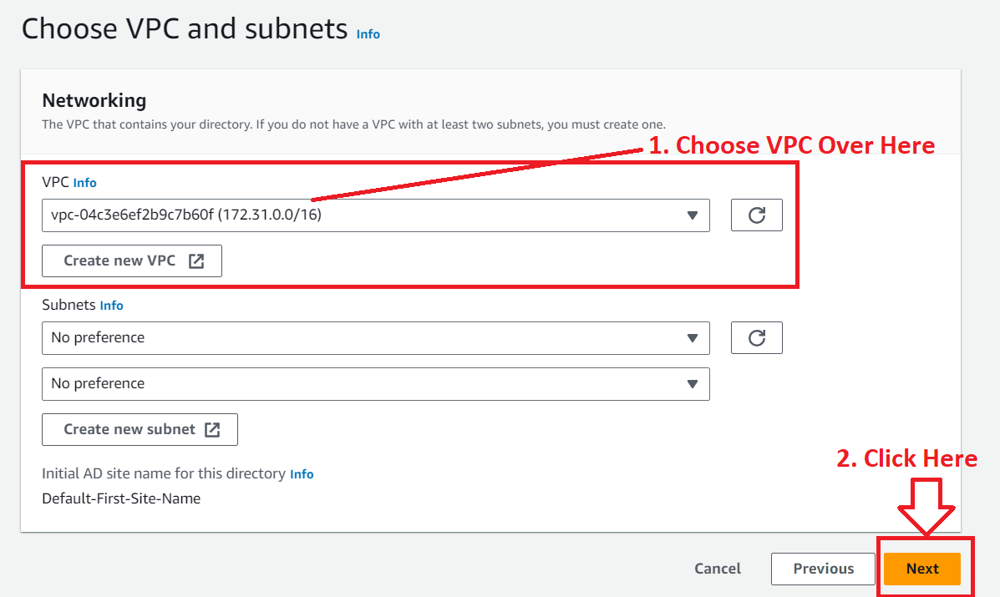 Choose VPC and subnets Info
Networking
The VPC that contains your directory. If you do not have a VPC with at least two subnets, you must create one.
1. Choose VPC Over Here
VPC Info
vpc-04c3e6ef2b9c7b60f (172.31.0.0/16)
Create new VPC
Subnets Info
No preference
No preference
Create new subnet
2. Click Here
Initial AD site name for this directory Info
Default-First-Site-Name
Cancel Previous Next